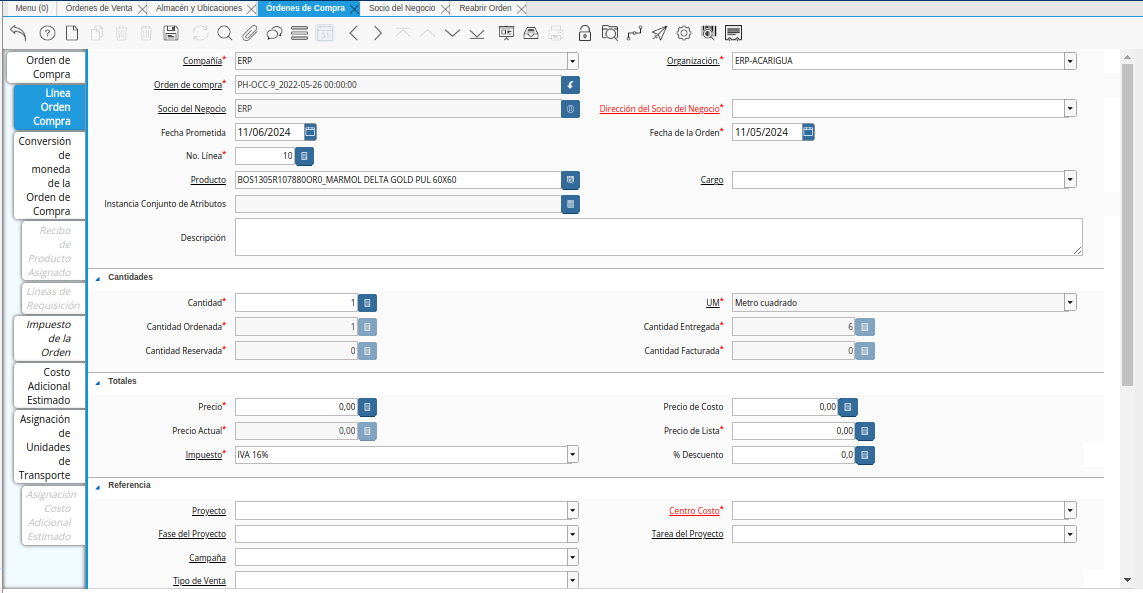 Menu (0) Órdenes de Venta Almacén y Ubicaciones Órdenes de Compra Socio del Negocio Reabrir Orden
Orden de
Compra
Línea
Orden
Compra
Conversión
de
moneda
de la
Orden de
Compra
Recibo
de
Producto
Asignado
Líneas de
Requisición
Impuesto
de la
Orden
Costo
Adicional
Estimado
Asignación
de
Unidades
de
Transporte
Asignación
Costo
Adicional
Estimado
Compañía* ERP Organización.* ERP-ACARIGUA
Orden de compra* PH-OCC-9_2022-05-26 00:00:00
Socio del Negocio ERP Dirección del Socio del Negocio*
Fecha Prometida 11/06/2024 Fecha de la Orden* 11/05/2024
No. Línea* 10
Producto BOS1305R107880OR0_MARMOL DELTA GOLD PUL 60X60 Cargo
Instancia Conjunto de Atributos
Descripción
Cantidades
Cantidad* 1 UM* Metro cuadrado
Cantidad Ordenada* 1 Cantidad Entregada* 6
Cantidad Reservada* 0 Cantidad Facturada* 0
Totales
Precio* 0,00 Precio de Costo 0,00
Precio Actual* 0,00 Precio de Lista* 0,00
Impuesto* IVA 16% % Descuento 0,0
Referencia
Proyecto Centro Costo*
Fase del Proyecto Tarea del Proyecto
Campaña
Tipo de Venta